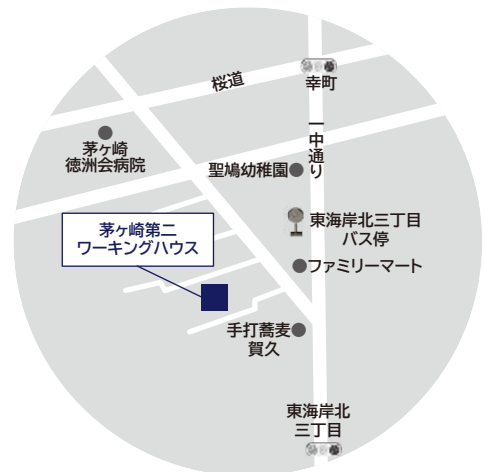 桜道
幸町
一中通り
茅ヶ崎
徳洲会病院
聖鳩幼稚園
東海岸北三丁目
バス停
茅ヶ崎第二
ワーキングハウス
ファミリーマート
手打蕎麦
賀久
東海岸北
三丁目